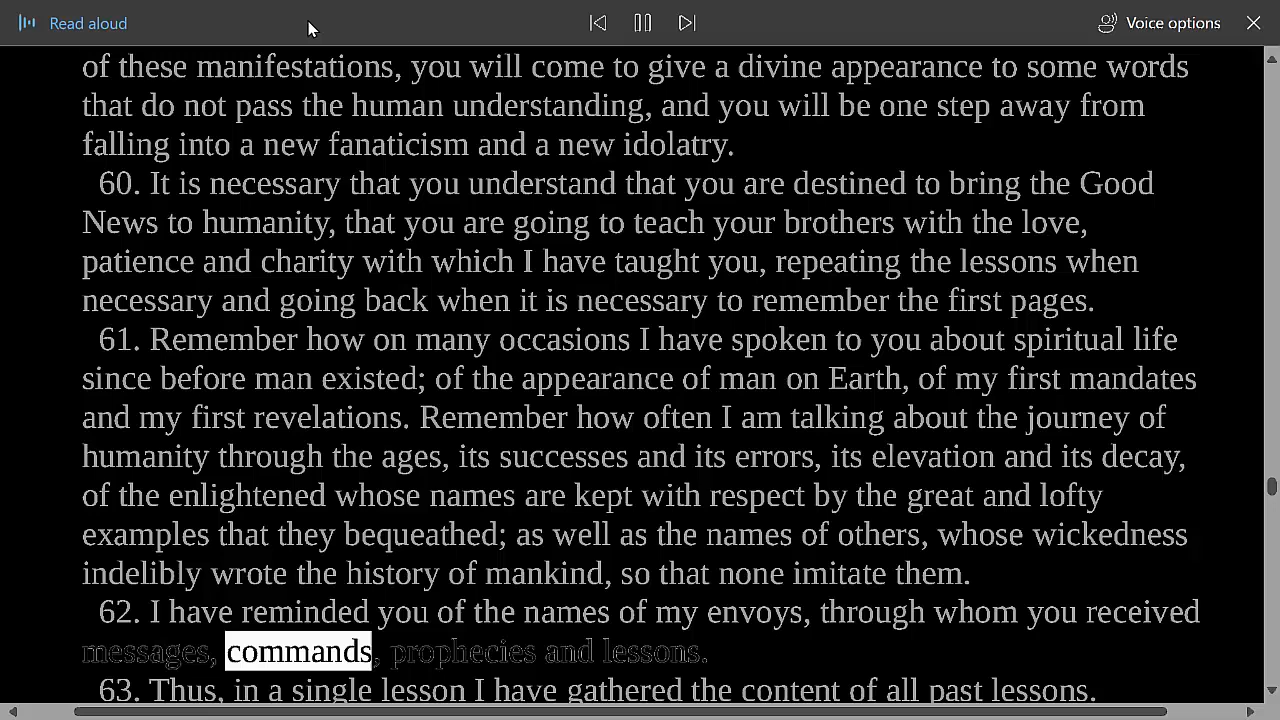 Read aloud
Voice options
of these manifestations, you will come to give a divine appearance to some words
that do not pass the human understanding, and you will be one step away from
falling into a new fanaticism and a new idolatry.
60. It is necessary that you understand that you are destined to bring the Good
News to humanity, that you are going to teach your brothers with the love,
patience and charity with which I have taught you, repeating the lessons when
necessary and going back when it is necessary to remember the first pages.
61. Remember how on many occasions I have spoken to you about spiritual life
since before man existed; of the appearance of man on Earth, of my first mandates
and my first revelations. Remember how often I am talking about the journey of
humanity through the ages, its successes and its errors, its elevation and its decay,
of the enlightened whose names are kept with respect by the great and lofty
examples that they bequeathed; as well as the names of others, whose wickedness
indelibly wrote the history of mankind, so that none imitate them.
62. I have reminded you of the names of my envoys, through whom you received
messages, commands, prophecies and lessons.
63. Thus, in a single lesson I have gathered the content of all past lessons.